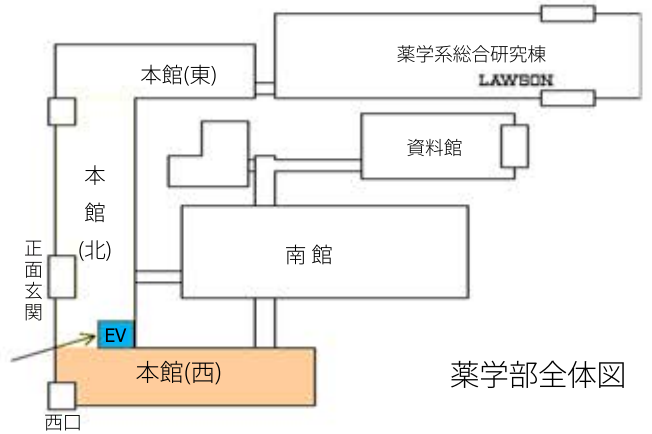 本館(東)
薬学系総合研究棟
LAWSON
資料館
本館(北)
正面玄関
南館
EV
本館(西)
薬学部全体図
西口